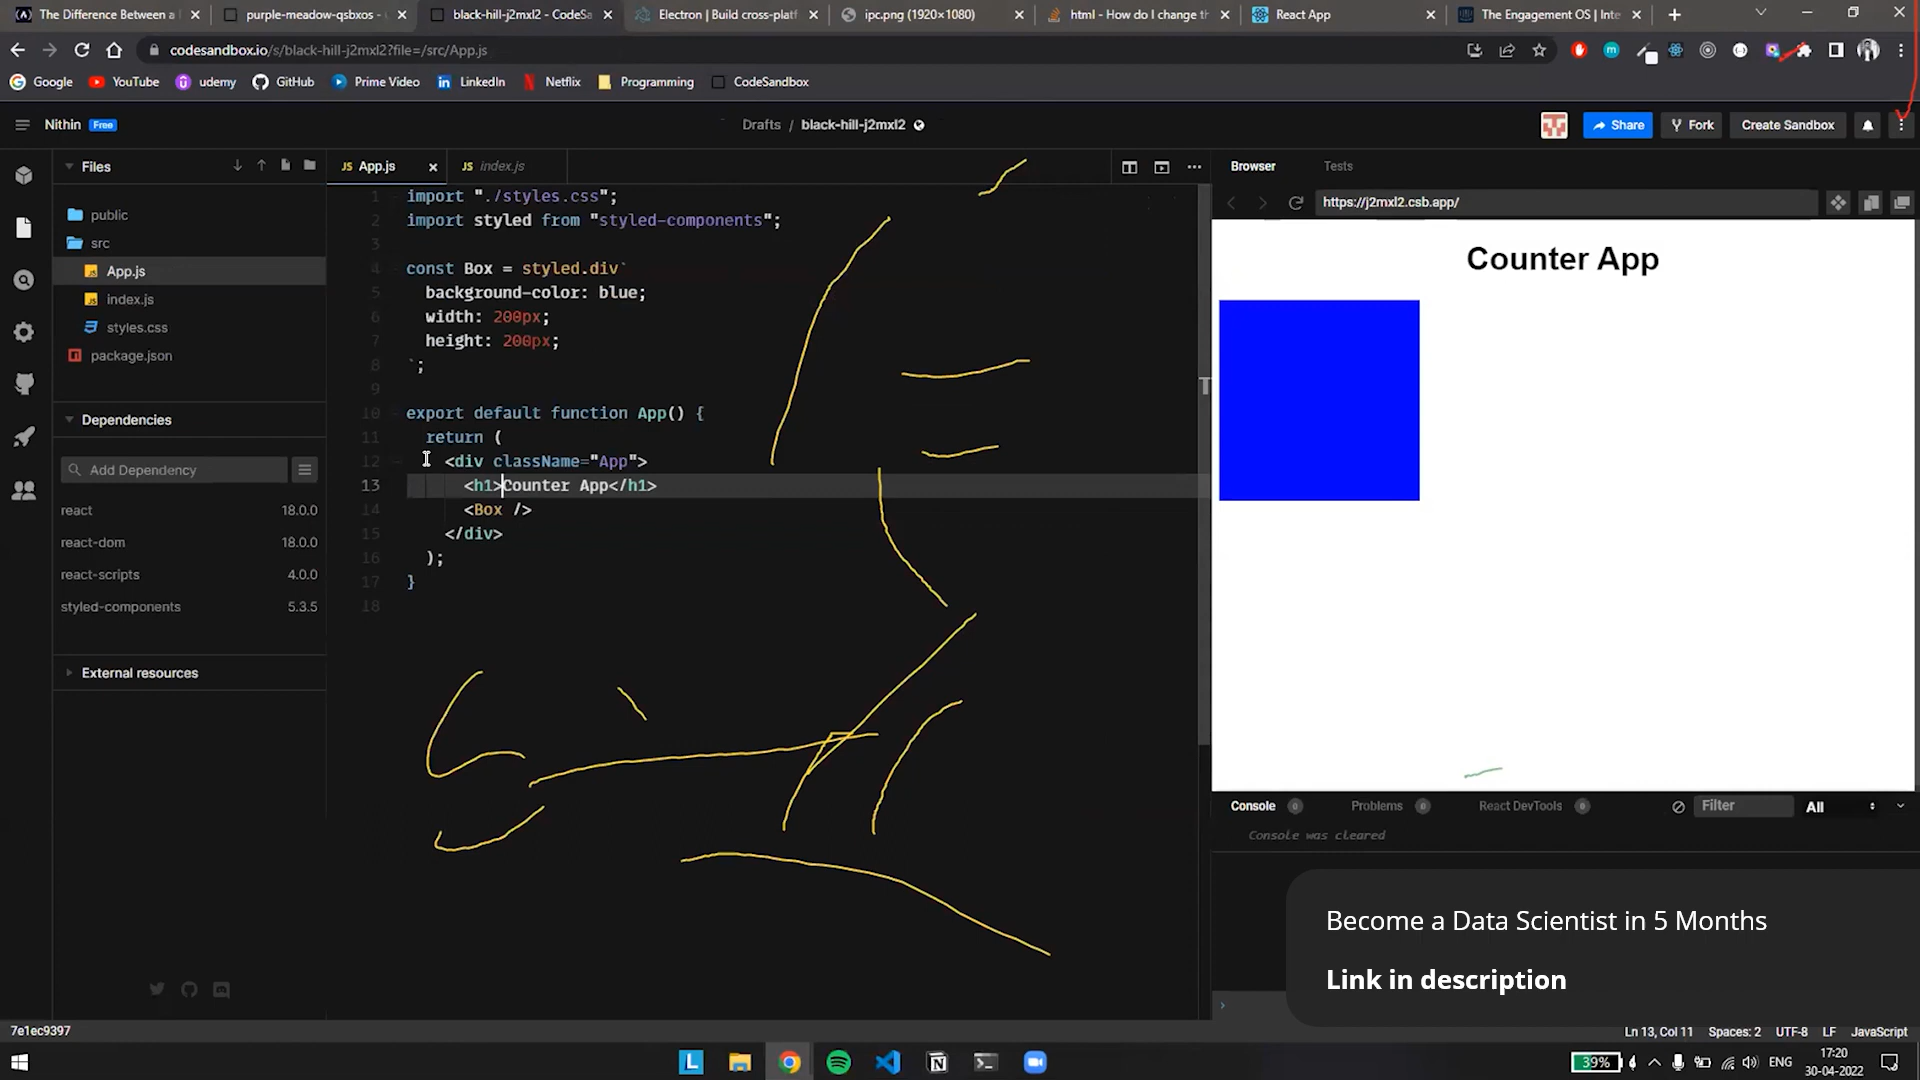 The Difference Between a
purple-meadow-qsbxos -
black-hill-j2mxl2 - CodeSa
Electron | Build cross-platf
ipc.png (1920×1080)
html - How do I change th
React App
The Engagement OS | Inte
codesandbox.io/s/black-hill-j2mxl2?file=/src/App.js
Google
YouTube
udemy
GitHub
Prime Video
LinkedIn
Netflix
Programming
CodeSandbox
Nithin Free
Drafts / black-hill-j2mxl2
Share
Fork
Create Sandbox
Files
public
src
App.js
index.js
styles.css
package.json
Dependencies
Add Dependency
react 18.0.0
react-dom 18.0.0
react-scripts 4.0.0
styled-components 5.3.5
External resources
JS App.js
JS index.js
1 import "./styles.css";
2 import styled from "styled-components";
3
4 const Box = styled.div`
5 background-color: blue;
6 width: 200px;
7 height: 200px;
8 `;
9
10 export default function App() {
11 return (
12 <div className="App">
13 <h1>Counter App</h1>
14 <Box />
15 </div>
16 );
17 }
18
Browser
Tests
https://j2mxl2.csb.app/
Counter App
Console 0
Problems 0
React DevTools 0
Filter
All
Console was cleared
Become a Data Scientist in 5 Months
Link in description
7e1ec9397
Ln 13, Col 11
Spaces: 2
UTF-8
LF
JavaScript
39%
ENG
17:20
30-04-2022